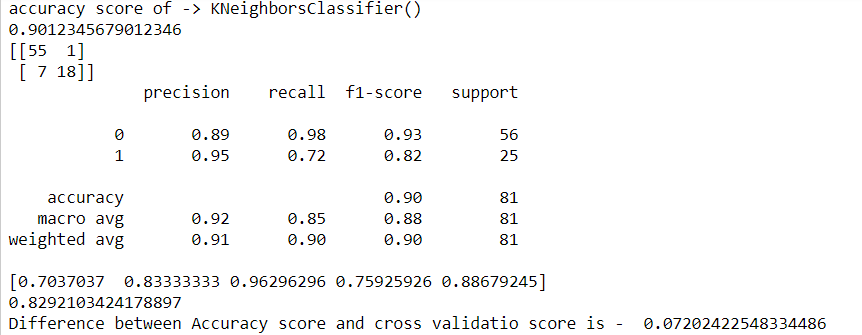 accuracy score of -> KNeighborsClassifier()
0.9012345679012346
[[55  1]
 [ 7 18]]
              precision    recall  f1-score   support

           0       0.89      0.98      0.93        56
           1       0.95      0.72      0.82        25

    accuracy                           0.90        81
   macro avg       0.92      0.85      0.88        81
weighted avg       0.91      0.90      0.90        81

[0.7037037  0.83333333 0.96296296 0.75925926 0.88679245]
0.8292103424178897
Difference between Accuracy score and cross validatio score is -  0.07202422548334486